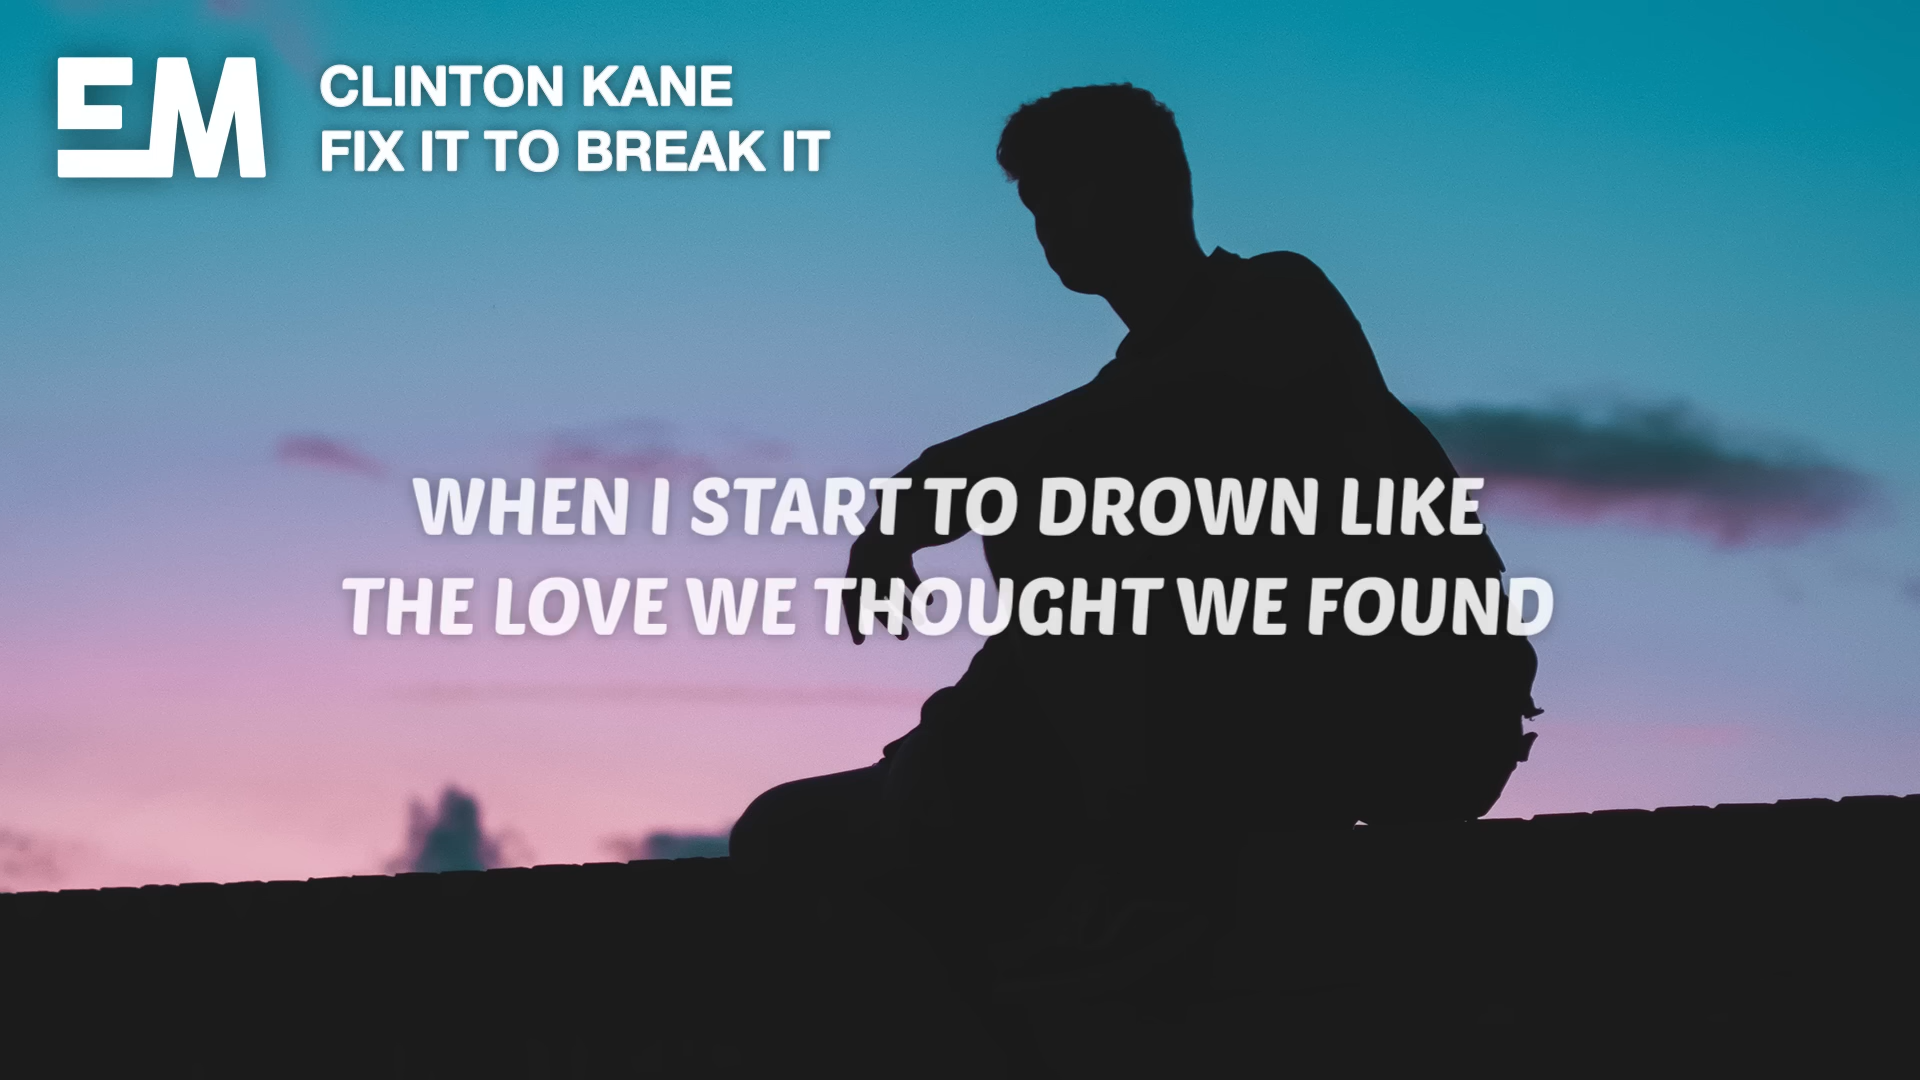 EM
CLINTON KANE
FIX IT TO BREAK IT
WHEN I START TO DROWN LIKE
THE LOVE WE THOUGHT WE FOUND